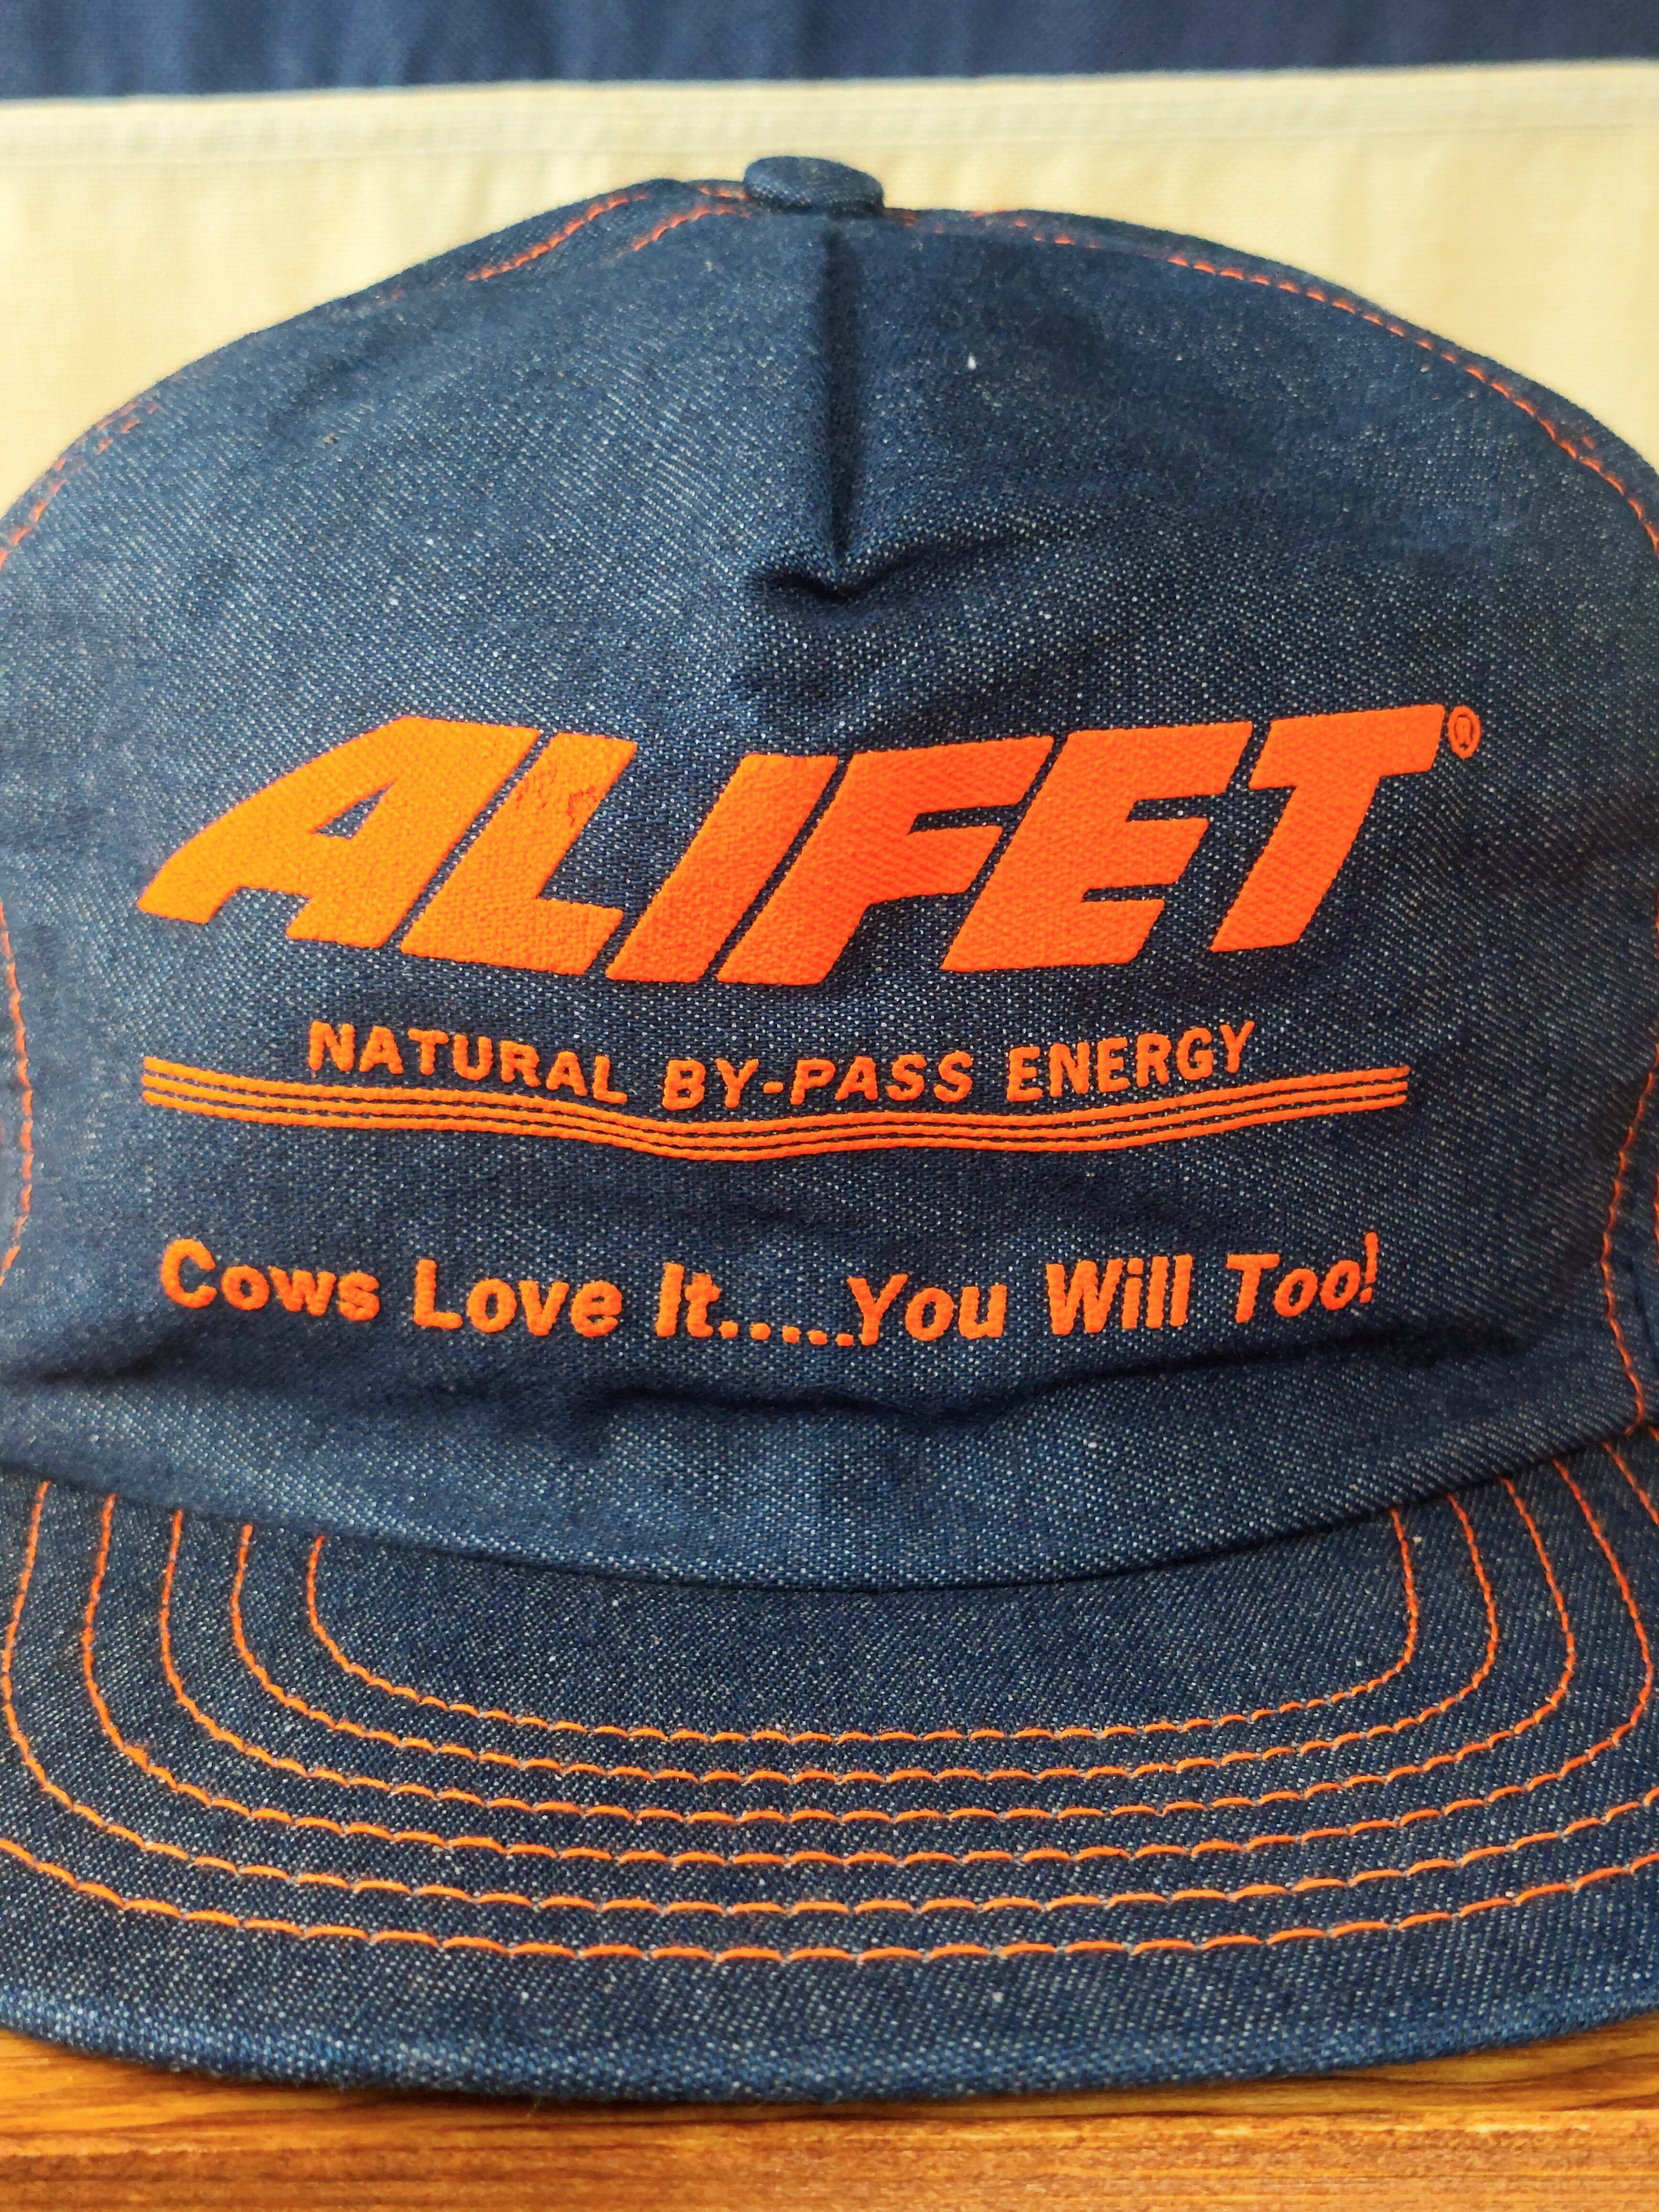 ALIFET®
NATURAL BY-PASS ENERGY
Cows Love It.....You Will Too!